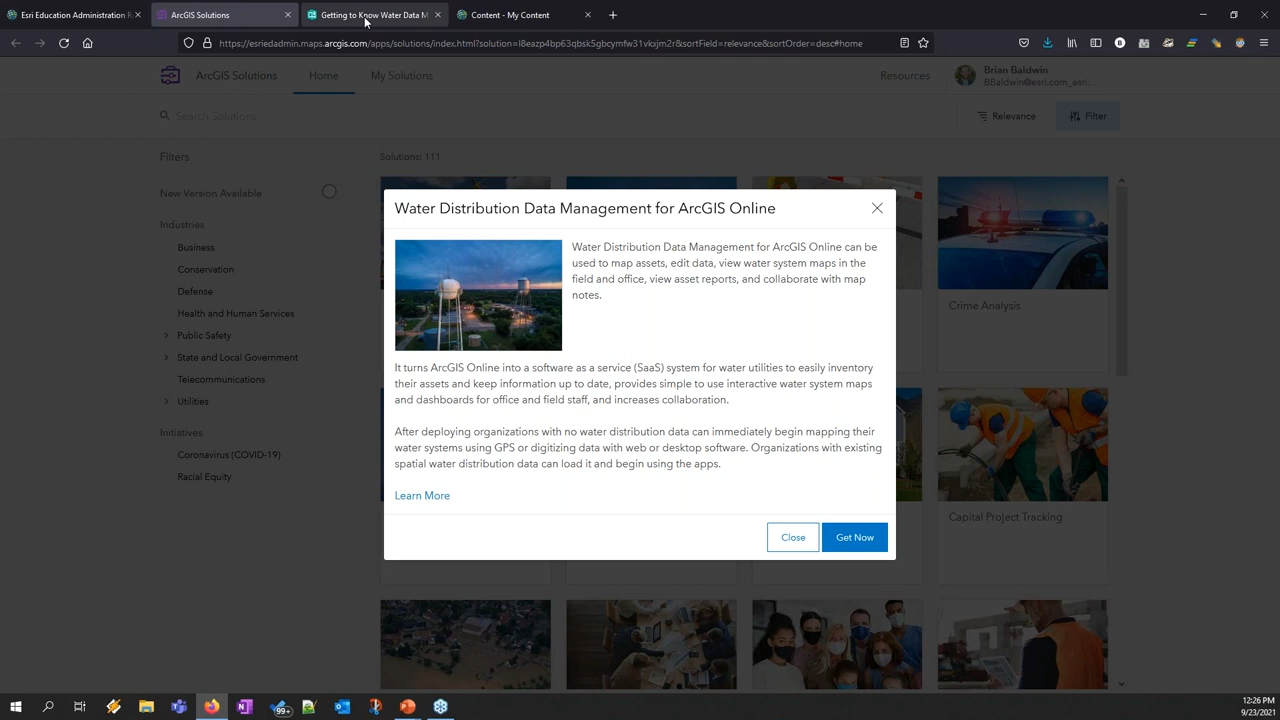 Esri Education Administration R
ArcGIS Solutions
Getting to Know Water Data M
Content - My Content
https://esriedadmin.maps.arcgis.com/apps/solutions/index.html?solution=l8eazp4bp63qbsk5gbcymfw31vkxjm2r&sortField=relevance&sortOrder=desc#home
ArcGIS Solutions
Home
My Solutions
Resources
Brian Baldwin
BBaldwin@esri.com_esri...
Search Solutions
Relevance
Filter
Filters
Solutions: 111
New Version Available
Industries
Business
Conservation
Defense
Health and Human Services
Public Safety
State and Local Government
Telecommunications
Utilities
Initiatives
Coronavirus (COVID-19)
Racial Equity
Water Distribution Data Management for ArcGIS Online
Water Distribution Data Management for ArcGIS Online can be
used to map assets, edit data, view water system maps in the
field and office, view asset reports, and collaborate with map
notes.
It turns ArcGIS Online into a software as a service (SaaS) system for water utilities to easily inventory
their assets and keep information up to date, provides simple to use interactive water system maps
and dashboards for office and field staff, and increases collaboration.
After deploying organizations with no water distribution data can immediately begin mapping their
water systems using GPS or digitizing data with web or desktop software. Organizations with existing
spatial water distribution data can load it and begin using the apps.
Learn More
Close
Get Now
Crime Analysis
Capital Project Tracking
99+
12:26 PM
9/23/2021